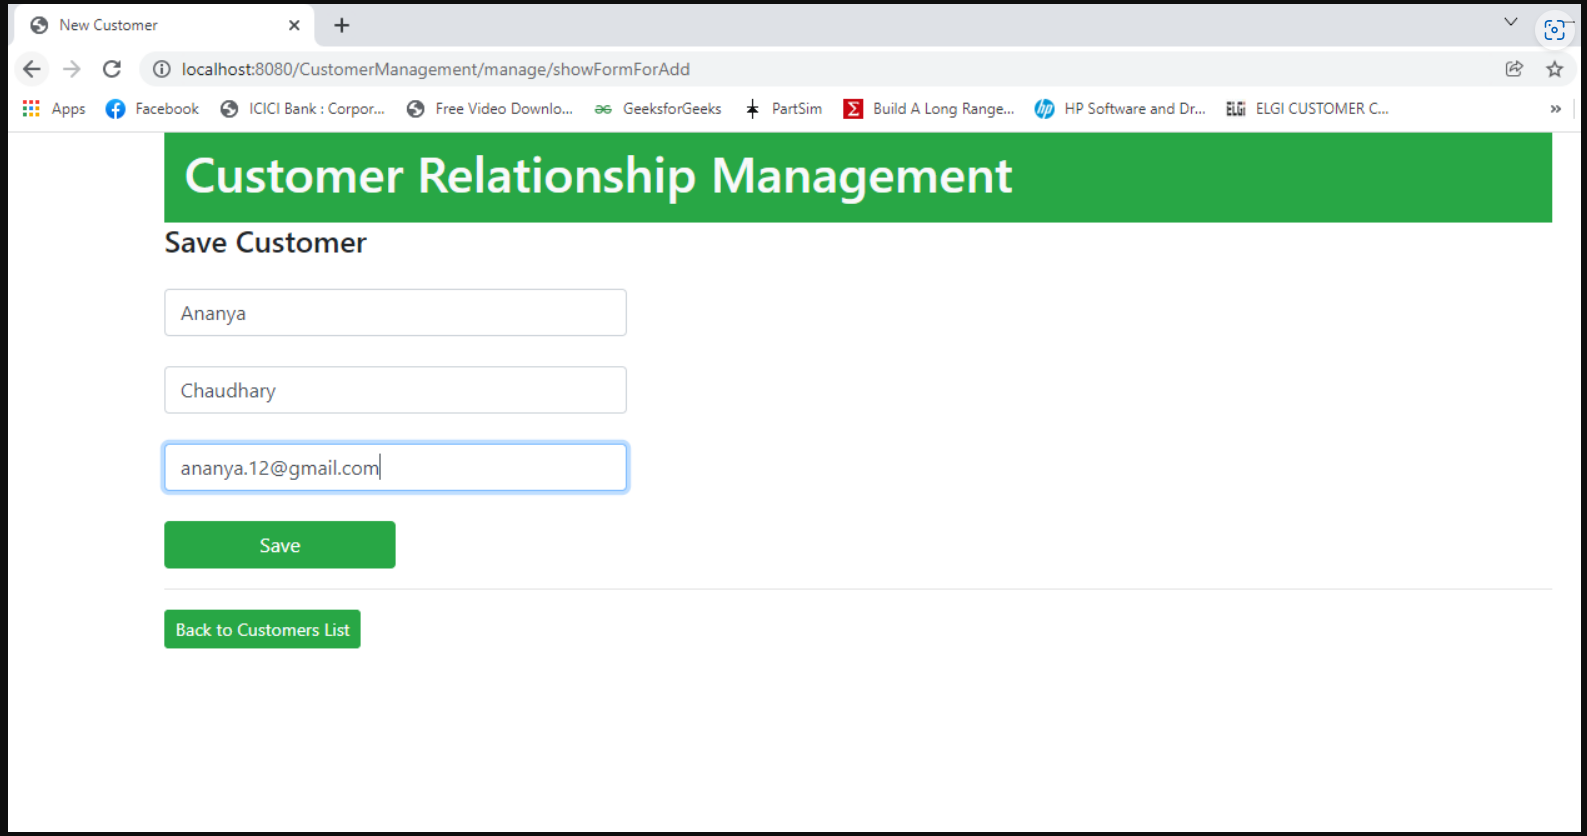 New Customer
localhost:8080/CustomerManagement/manage/showFormForAdd
Apps Facebook ICICI Bank : Corpor... Free Video Downlo... GeeksforGeeks PartSim Build A Long Range... hp HP Software and Dr... ELGi ELGI CUSTOMER C... »
Customer Relationship Management
Save Customer
Ananya
Chaudhary
ananya.12@gmail.com
Save
Back to Customers List